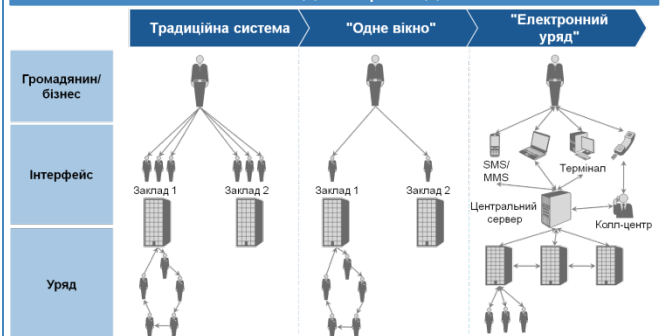 Традиційна система
"Одне вікно"
"Електронний
уряд"
Громадянин/
бізнес
Інтерфейс
SMS/
MMS
Термінал
Заклад 1
Заклад 2
Заклад 1
Заклад 2
Центральний
сервер
Колл-центр
Уряд